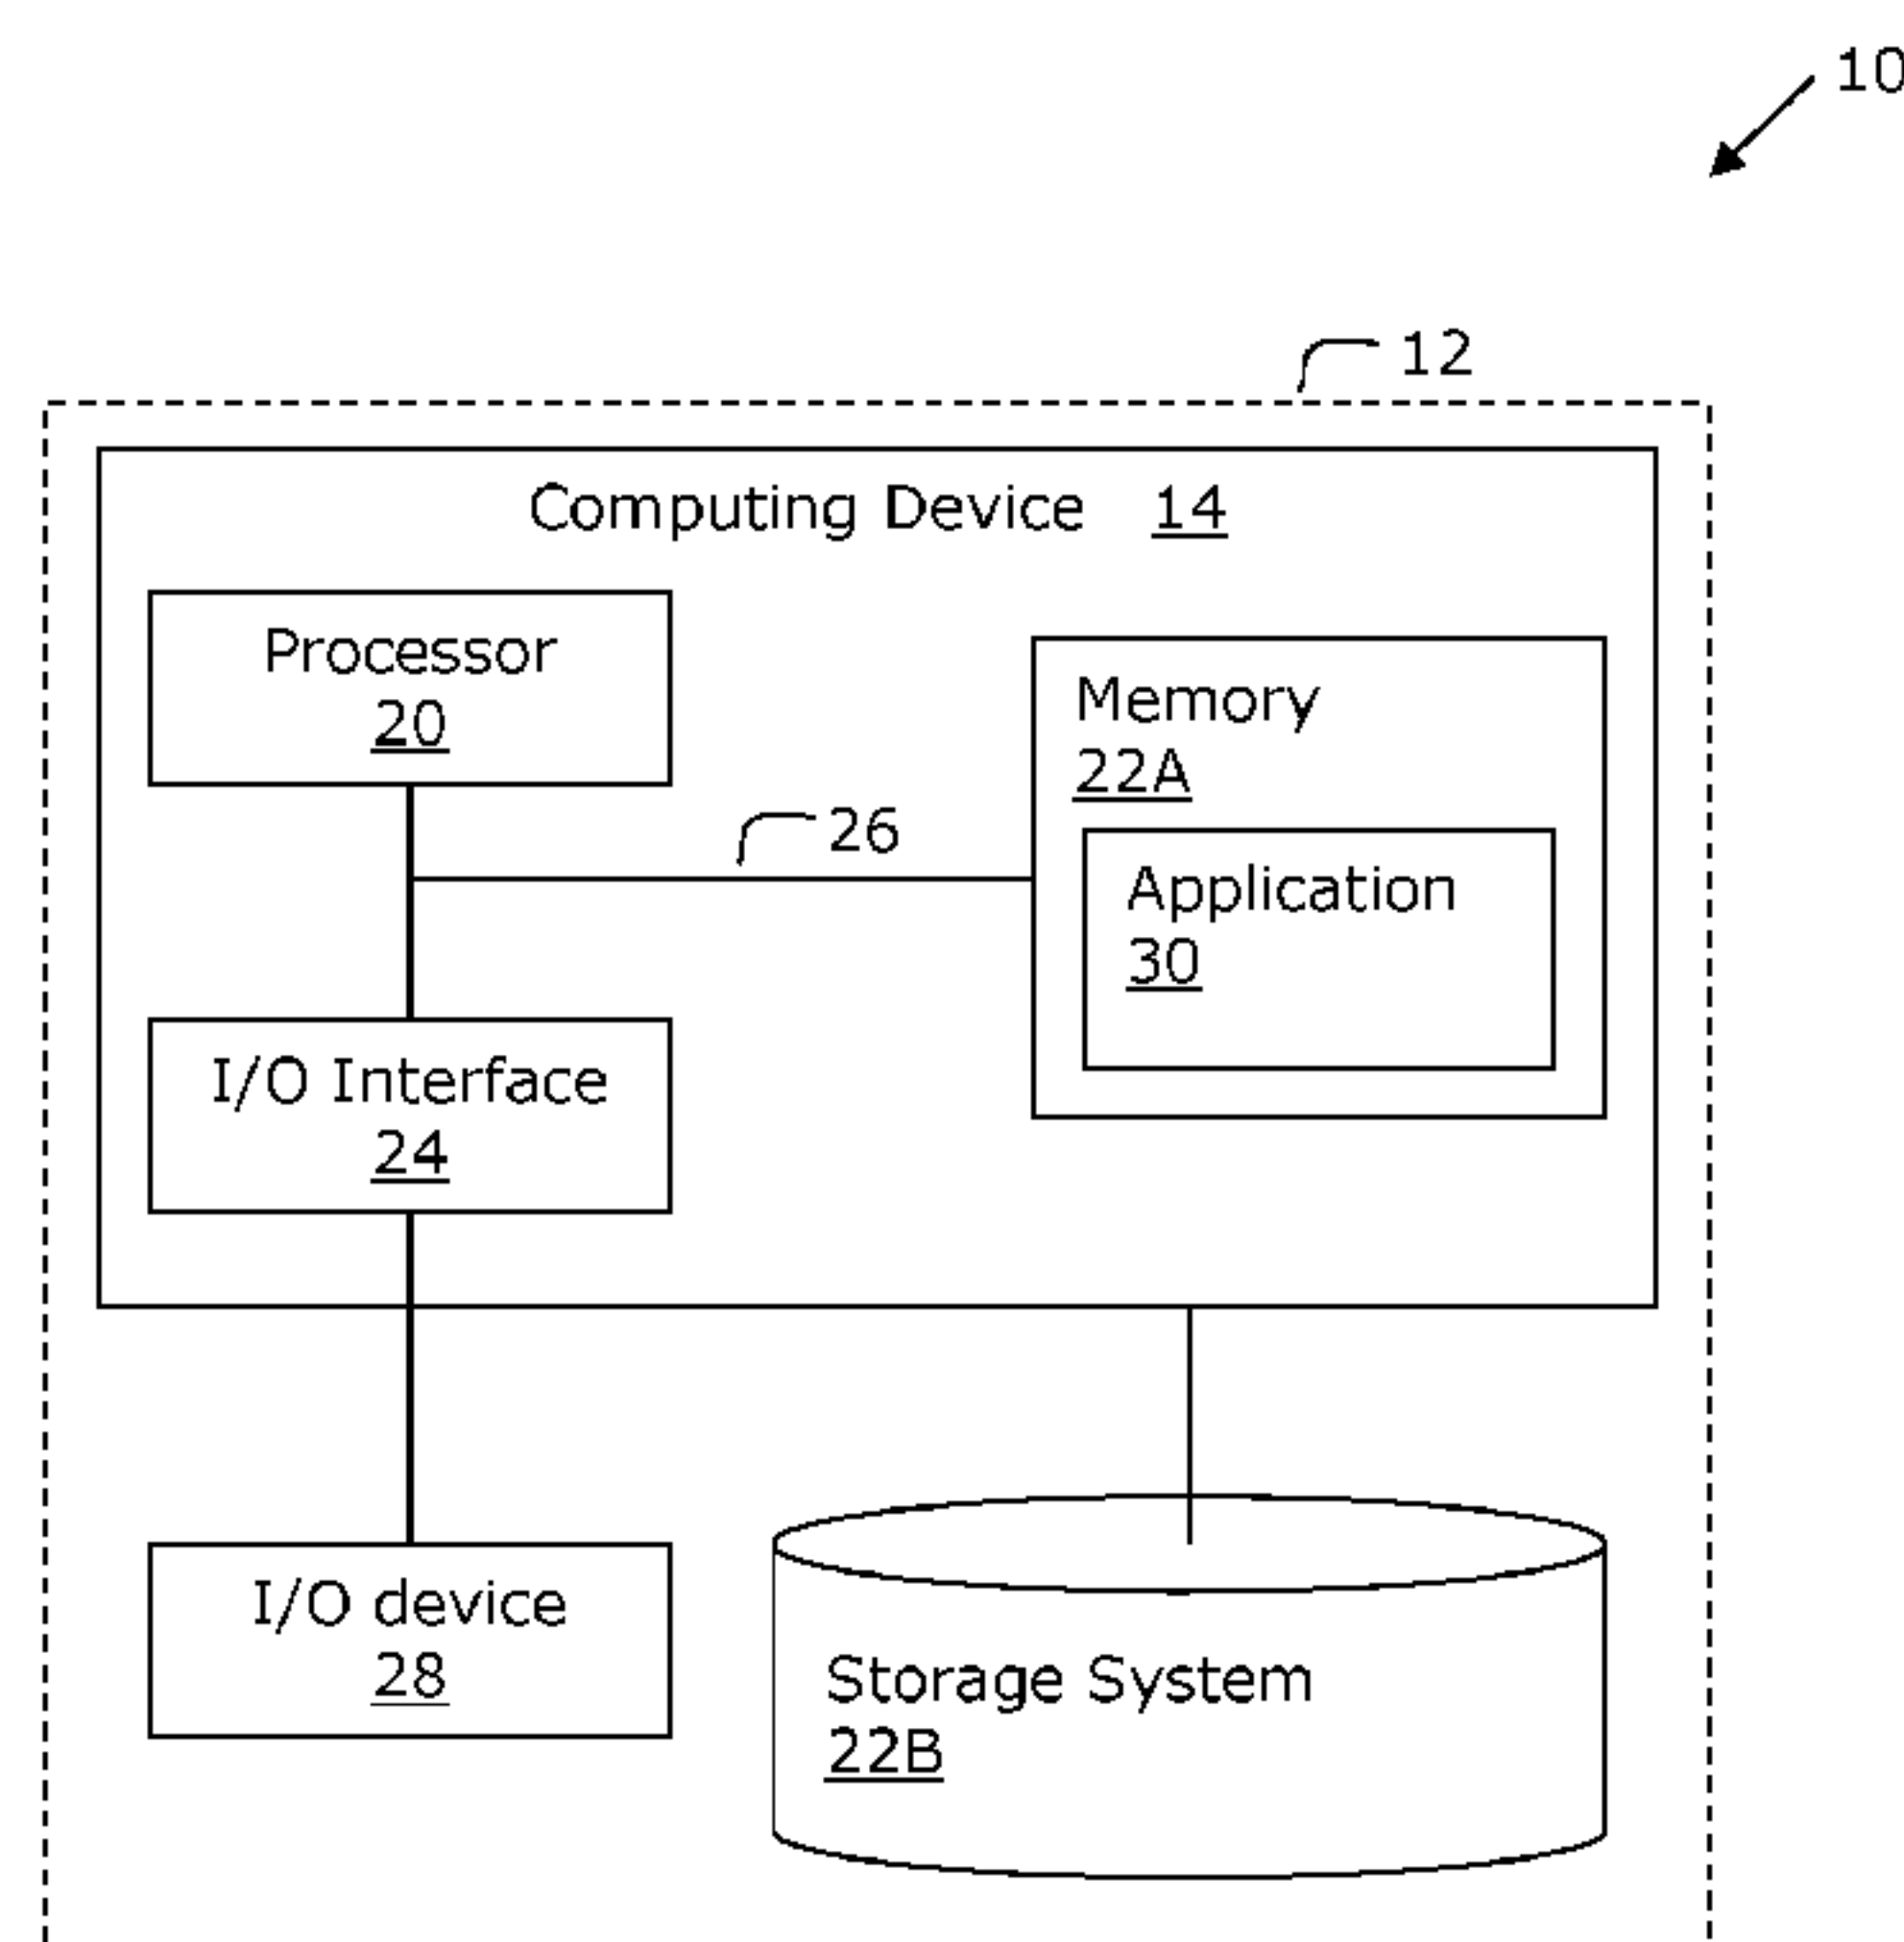 10
12
Computing Device 14
Processor
20
Memory
22A
26
Application
30
I/O Interface
24
I/O device
28
Storage System
22B